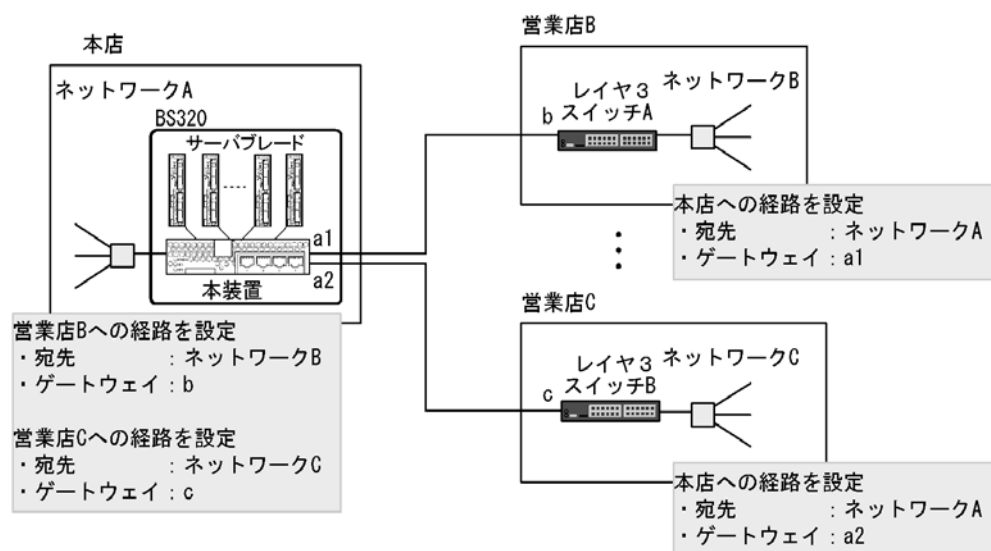 本店
ネットワークA
BS320
サーバブレード
a1
a2
本装置
営業店Bへの経路を設定
・宛先 : ネットワークB
・ゲートウェイ : b
営業店Cへの経路を設定
・宛先 : ネットワークC
・ゲートウェイ : c
営業店B
レイヤ3
スイッチA
ネットワークB
b
本店への経路を設定
・宛先 : ネットワークA
・ゲートウェイ : a1
営業店C
レイヤ3
スイッチB
ネットワークC
c
本店への経路を設定
・宛先 : ネットワークA
・ゲートウェイ : a2